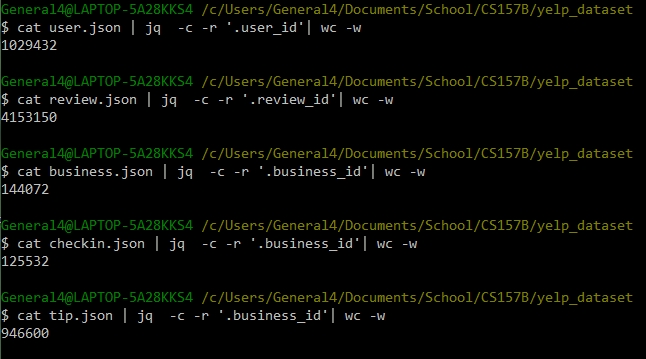 General4@LAPTOP-5A28KKS4 /c/Users/General4/Documents/School/CS157B/yelp_dataset
$ cat user.json | jq  -c -r '.user_id'| wc -w
1029432
General4@LAPTOP-5A28KKS4 /c/Users/General4/Documents/School/CS157B/yelp_dataset
$ cat review.json | jq  -c -r '.review_id'| wc -w
4153150
General4@LAPTOP-5A28KKS4 /c/Users/General4/Documents/School/CS157B/yelp_dataset
$ cat business.json | jq  -c -r '.business_id'| wc -w
144072
General4@LAPTOP-5A28KKS4 /c/Users/General4/Documents/School/CS157B/yelp_dataset
$ cat checkin.json | jq  -c -r '.business_id'| wc -w
125532
General4@LAPTOP-5A28KKS4 /c/Users/General4/Documents/School/CS157B/yelp_dataset
$ cat tip.json | jq  -c -r '.business_id'| wc -w
946600